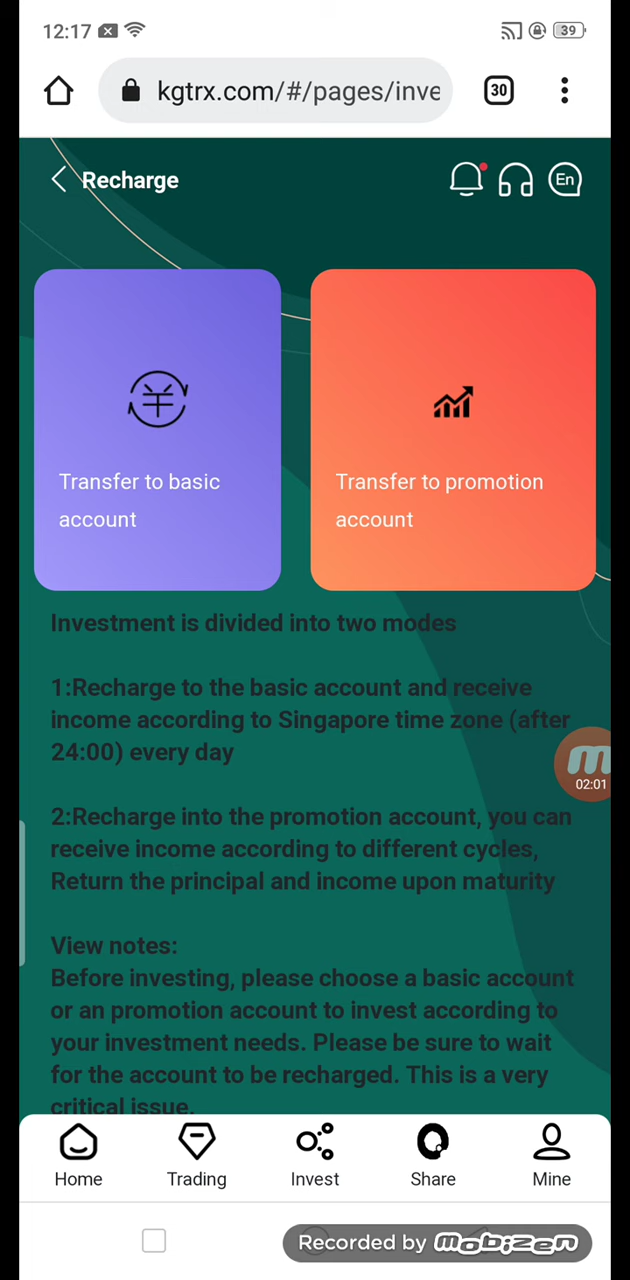 12:17
39
kgtrx.com/#/pages/inve
30
Recharge
En
Transfer to basic
account
Transfer to promotion
account
Investment is divided into two modes
1:Recharge to the basic account and receive
income according to Singapore time zone (after
24:00) every day
2:Recharge into the promotion account, you can
receive income according to different cycles,
Return the principal and income upon maturity
View notes:
Before investing, please choose a basic account
or an promotion account to invest according to
your investment needs. Please be sure to wait
for the account to be recharged. This is a very
critical issue.
02:01
Home
Trading
Invest
Share
Mine
Recorded by mobizen